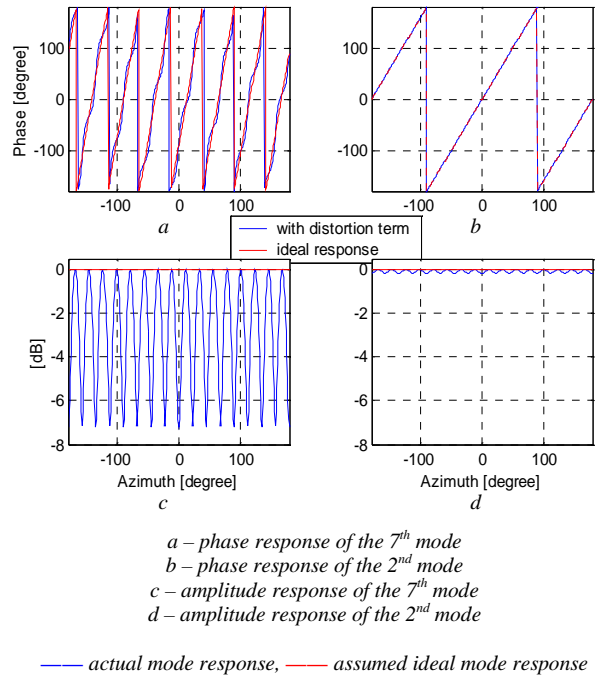 Phase [degree]
100
0
-100
-100
0
100
a
100
0
-100
-100
0
100
b
with distortion term
ideal response
[dB]
0
-2
-4
-6
-8
-100
0
100
Azimuth [degree]
c
0
-2
-4
-6
-8
-100
0
100
Azimuth [degree]
d
a – phase response of the 7th mode
b – phase response of the 2nd mode
c – amplitude response of the 7th mode
d – amplitude response of the 2nd mode
—— actual mode response, —— assumed ideal mode response